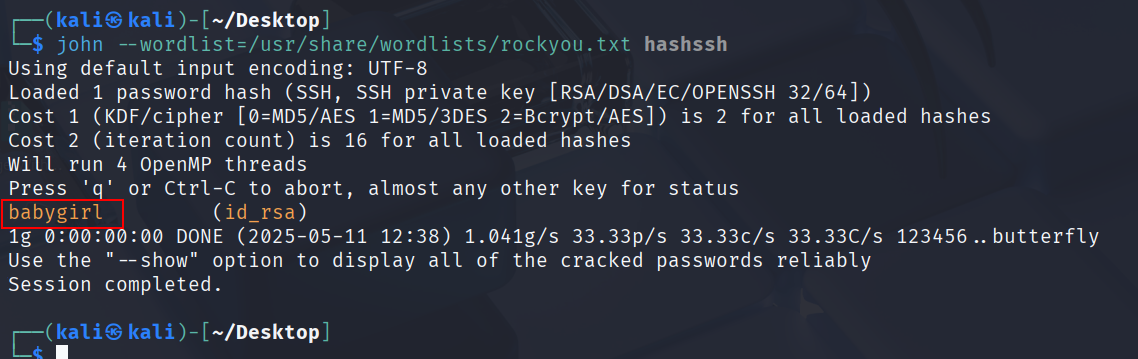 ┌──(kali㉿kali)-[~/Desktop]
└─$ john --wordlist=/usr/share/wordlists/rockyou.txt hashssh
Using default input encoding: UTF-8
Loaded 1 password hash (SSH, SSH private key [RSA/DSA/EC/OPENSSH 32/64])
Cost 1 (KDF/cipher [0=MD5/AES 1=MD5/3DES 2=Bcrypt/AES]) is 2 for all loaded hashes
Cost 2 (iteration count) is 16 for all loaded hashes
Will run 4 OpenMP threads
Press 'q' or Ctrl-C to abort, almost any other key for status
babygirl         (id_rsa)
1g 0:00:00:00 DONE (2025-05-11 12:38) 1.041g/s 33.33p/s 33.33c/s 33.33C/s 123456..butterfly
Use the "--show" option to display all of the cracked passwords reliably
Session completed.
┌──(kali㉿kali)-[~/Desktop]
└─$